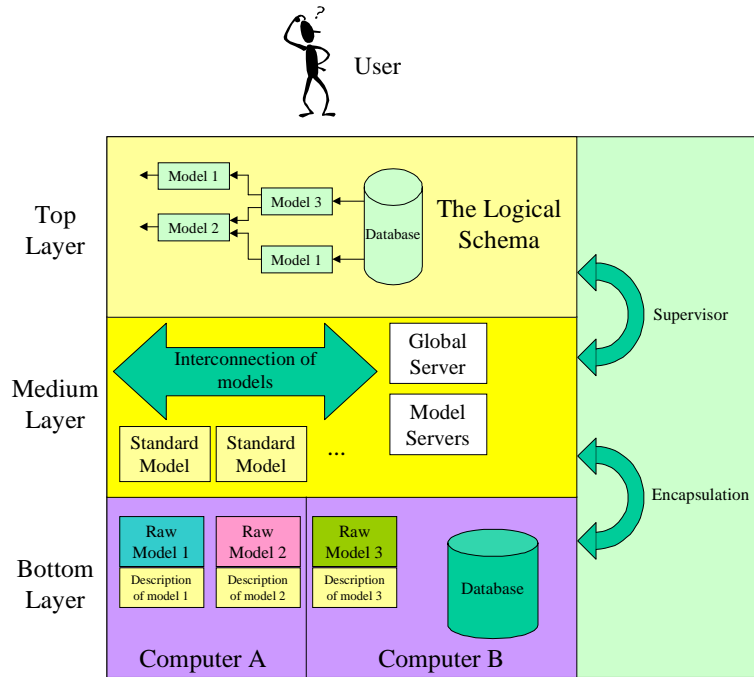 ?
User
Top
Layer
Model 1
Model 3
Model 2
Model 1
Database
The Logical
Schema
Supervisor
Medium
Layer
Interconnection of
models
Global
Server
Model
Servers
Standard
Model
Standard
Model
...
Encapsulation
Bottom
Layer
Raw
Model 1
Description
of model 1
Raw
Model 2
Description
of model 2
Raw
Model 3
Description
of model 3
Database
Computer A
Computer B